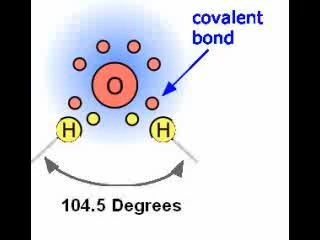 covalent
bond
O
H
H
104.5 Degrees